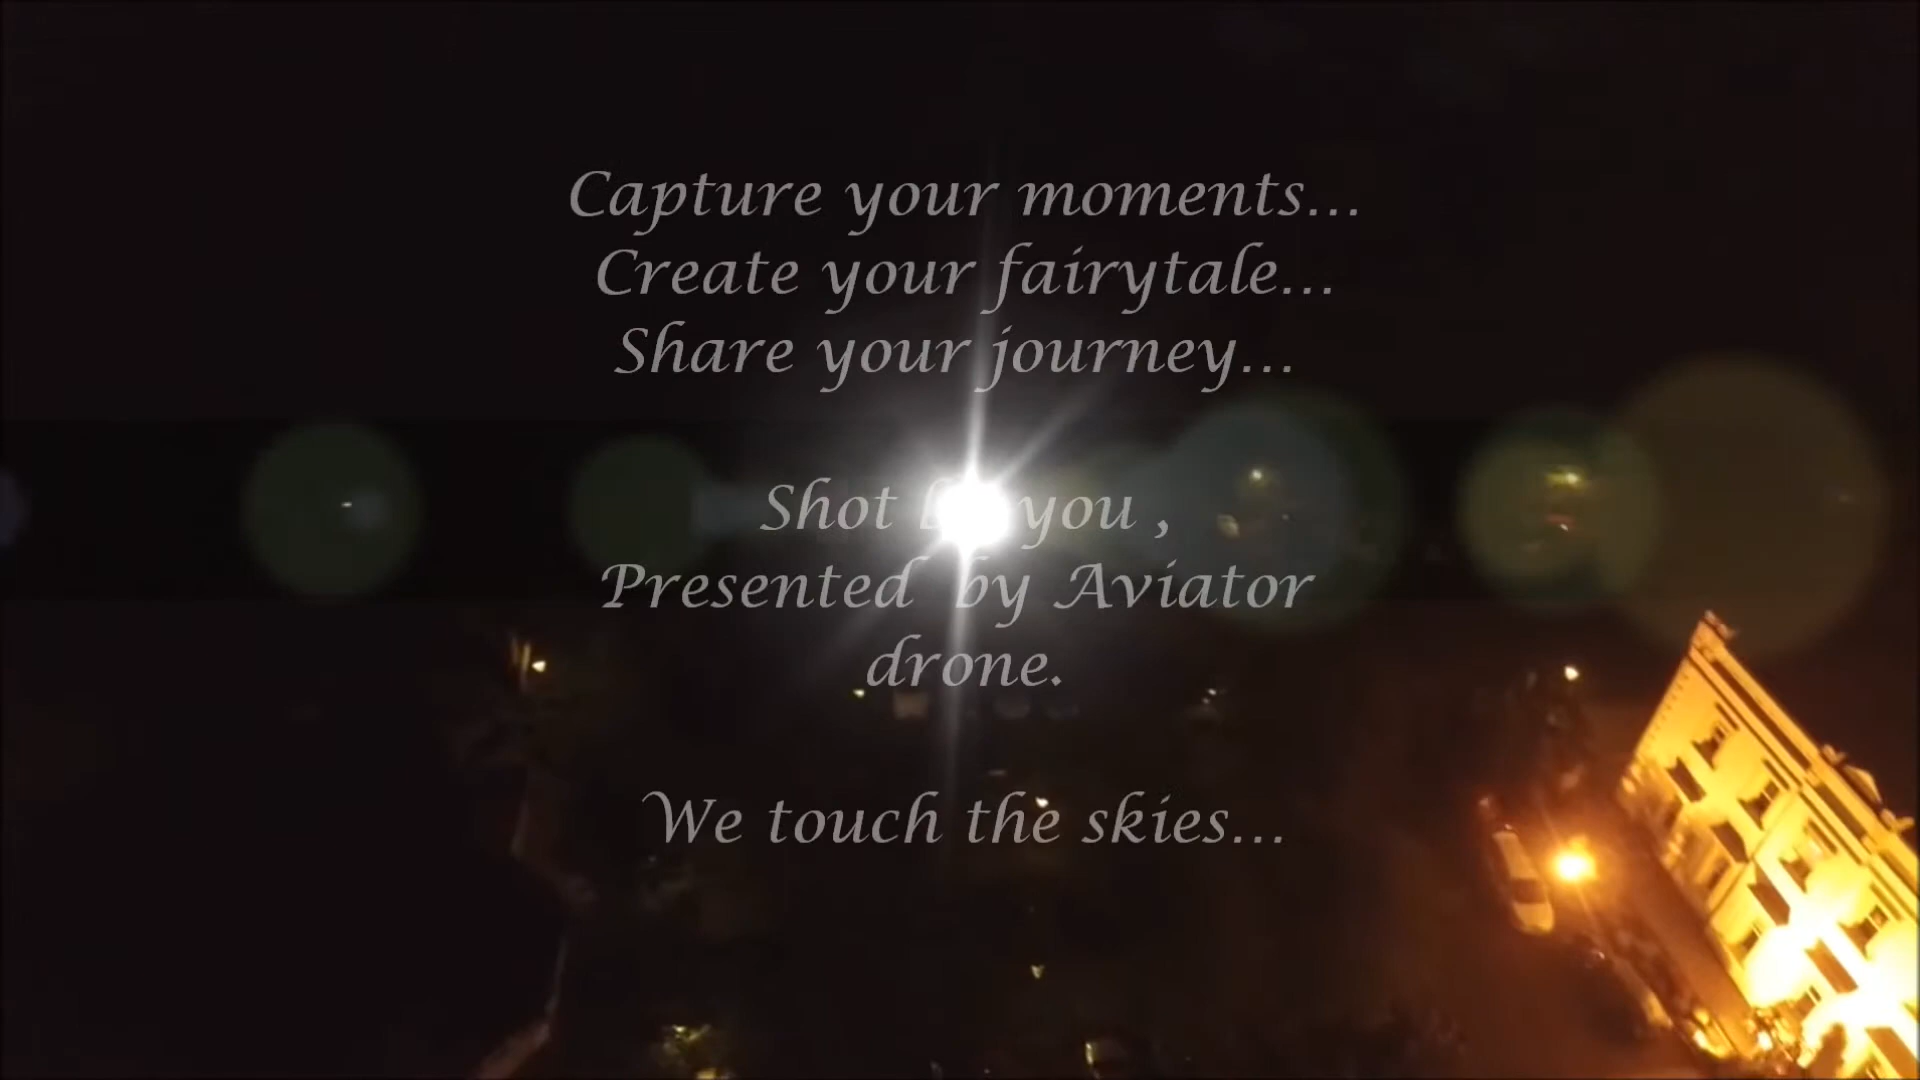 Capture your moments...
Create your fairytale...
Share your journey...
Shot you ,
Presented by Aviator
drone.
We touch the skies...